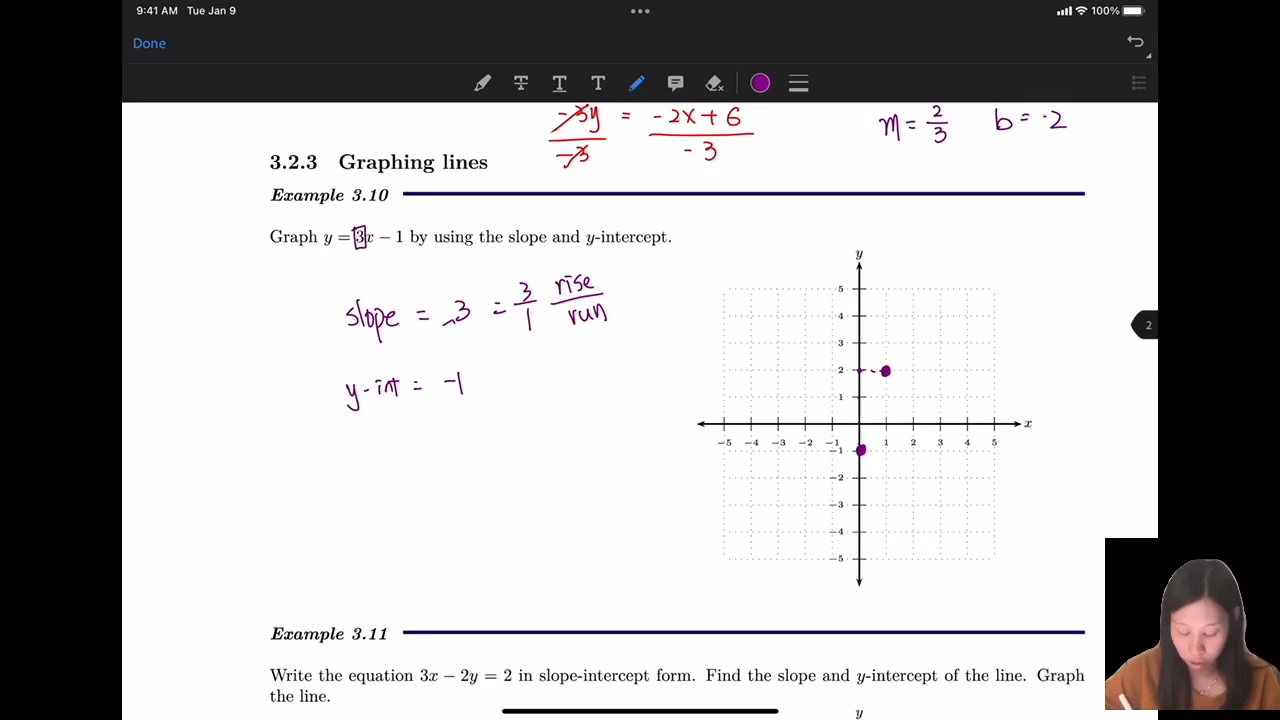 9:41 AM Tue Jan 9
100%
Done
-3y = -2x + 6
-3 -3
m = 2/3 b = -2
3.2.3 Graphing lines
Example 3.10
Graph y = 3x − 1 by using the slope and y-intercept.
slope = 3 = 3/1 rise/run
y-int = -1
y
5
4
3
2
1
x
−5 −4 −3 −2 −1 1 2 3 4 5
−1
−2
−3
−4
−5
2
Example 3.11
Write the equation 3x − 2y = 2 in slope-intercept form. Find the slope and y-intercept of the line. Graph
the line.
y